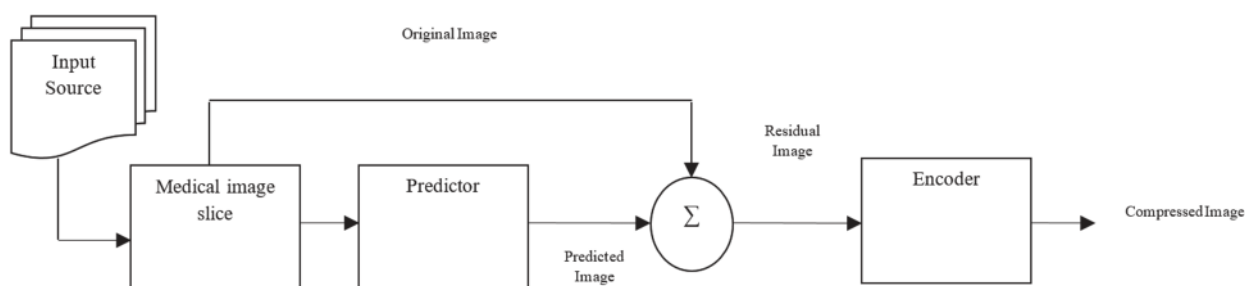 Input
Source
Original Image
Medical image
slice
Predictor
Predicted
Image
Σ
Residual
Image
Encoder
Compressed Image